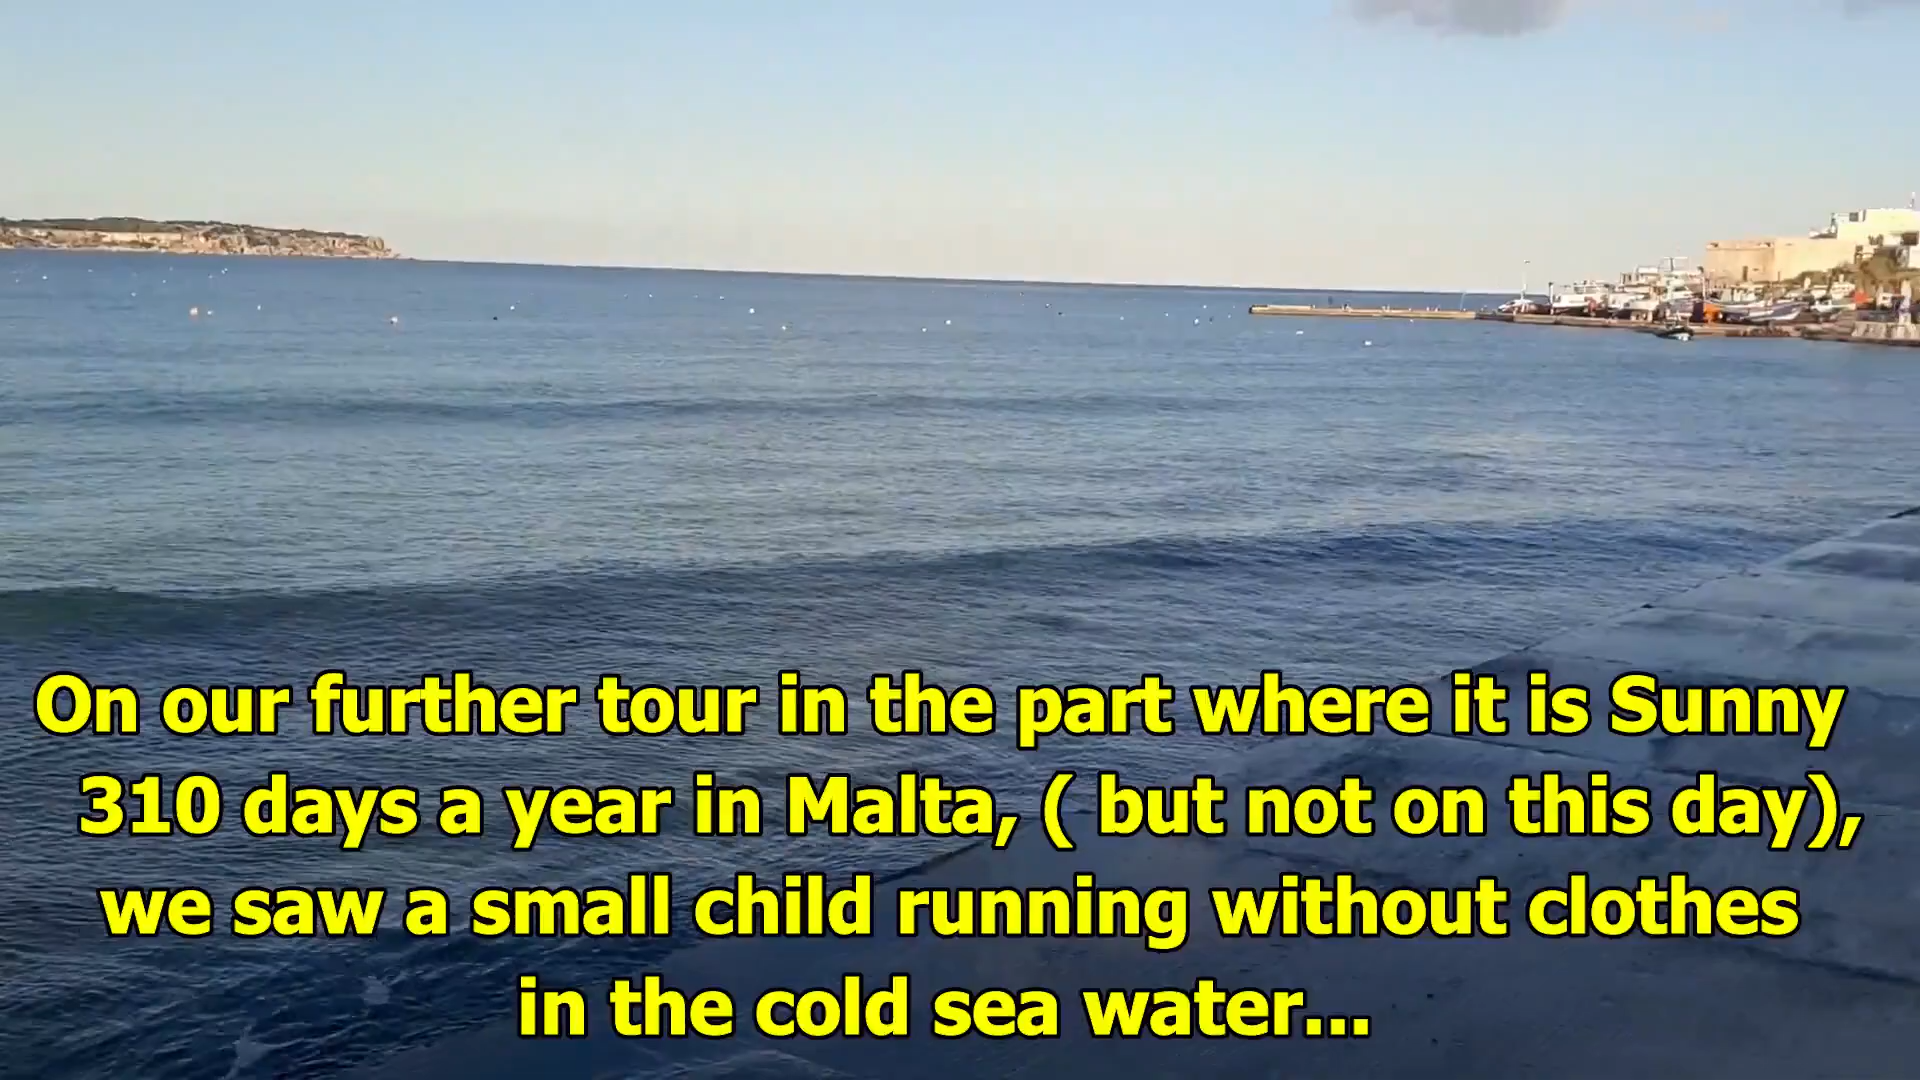 On our further tour in the part where it is Sunny
310 days a year in Malta, ( but not on this day),
we saw a small child running without clothes
in the cold sea water...